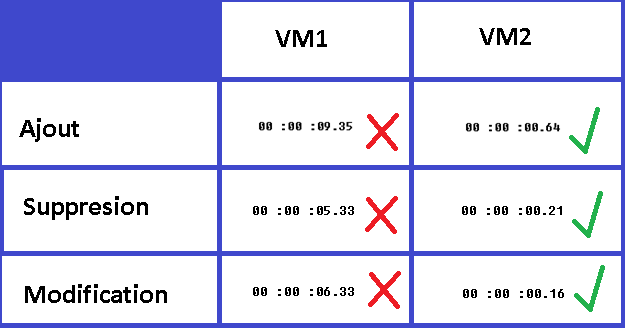 VM1 VM2
Ajout 00 :00 :09.35 00 :00 :00.64
Suppresion 00 :00 :05.33 00 :00 :00.21
Modification 00 :00 :06.33 00 :00 :00.16